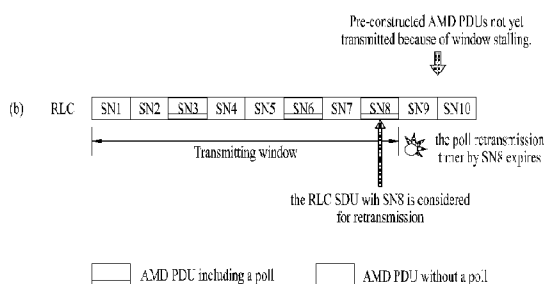 Pre-constructed AMD PDUs not yet
transmitted because of window stalling.
(b) RLC SN1 SN2 SN3 SN4 SN5 SN6 SN7 SN8 SN9 SN10
Transmitting window
the poll retransmission
timer by SN8 expires
the RLC SDU wih SN8 is considered
for retransmission
AMD PDU including a poll AMD PDU without a poll